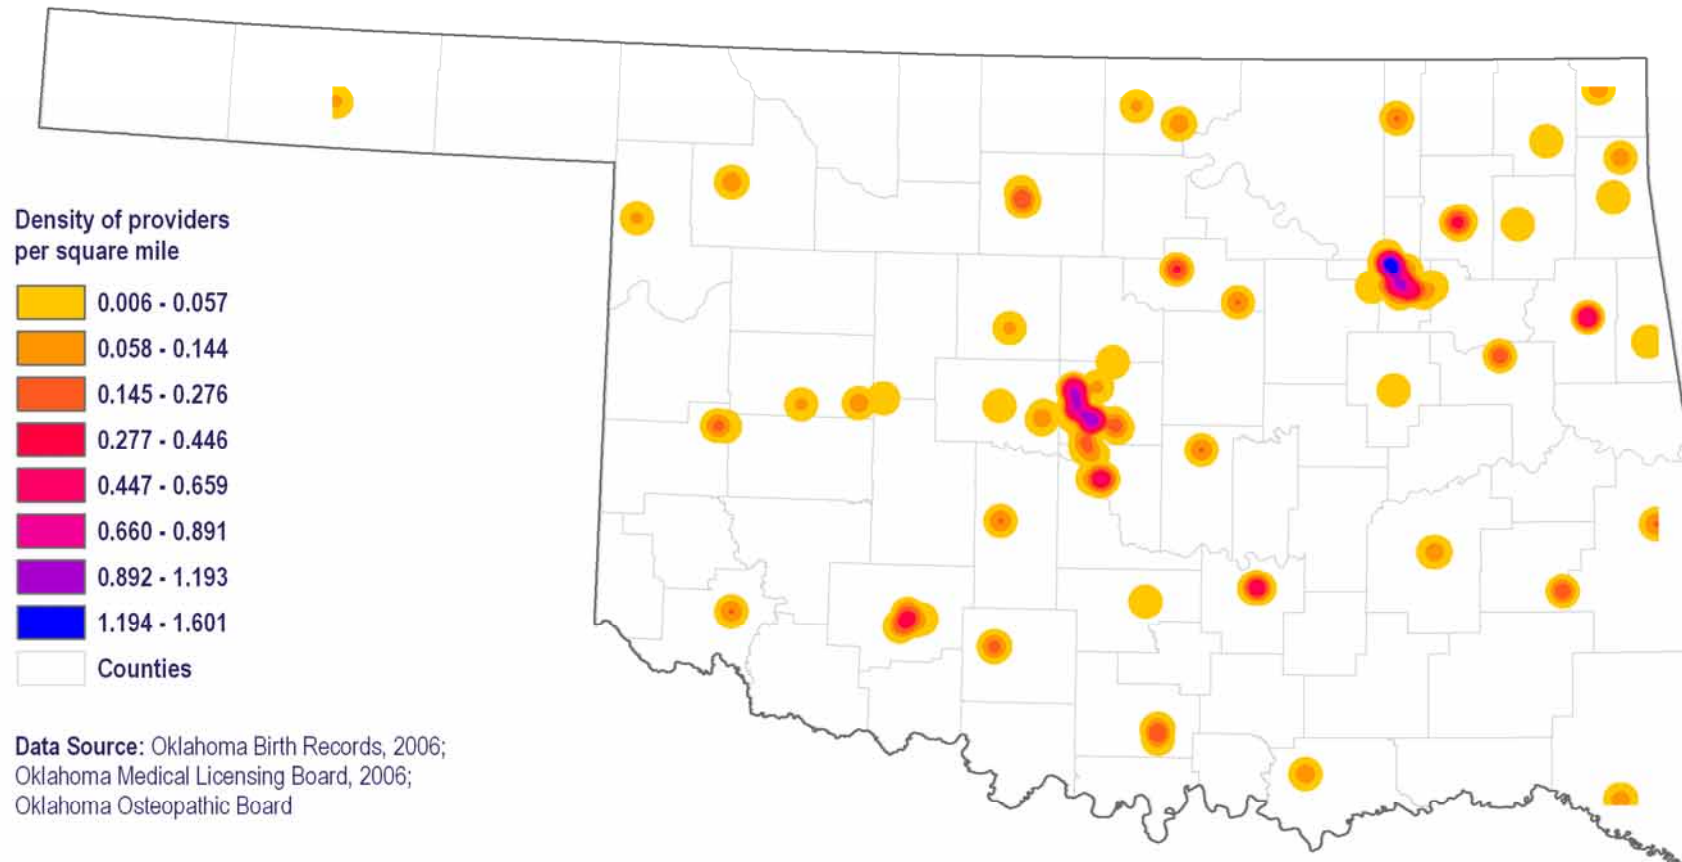 Density of providers
per square mile
0.006 - 0.057
0.058 - 0.144
0.145 - 0.276
0.277 - 0.446
0.447 - 0.659
0.660 - 0.891
0.892 - 1.193
1.194 - 1.601
Counties
Data Source: Oklahoma Birth Records, 2006;
Oklahoma Medical Licensing Board, 2006;
Oklahoma Osteopathic Board